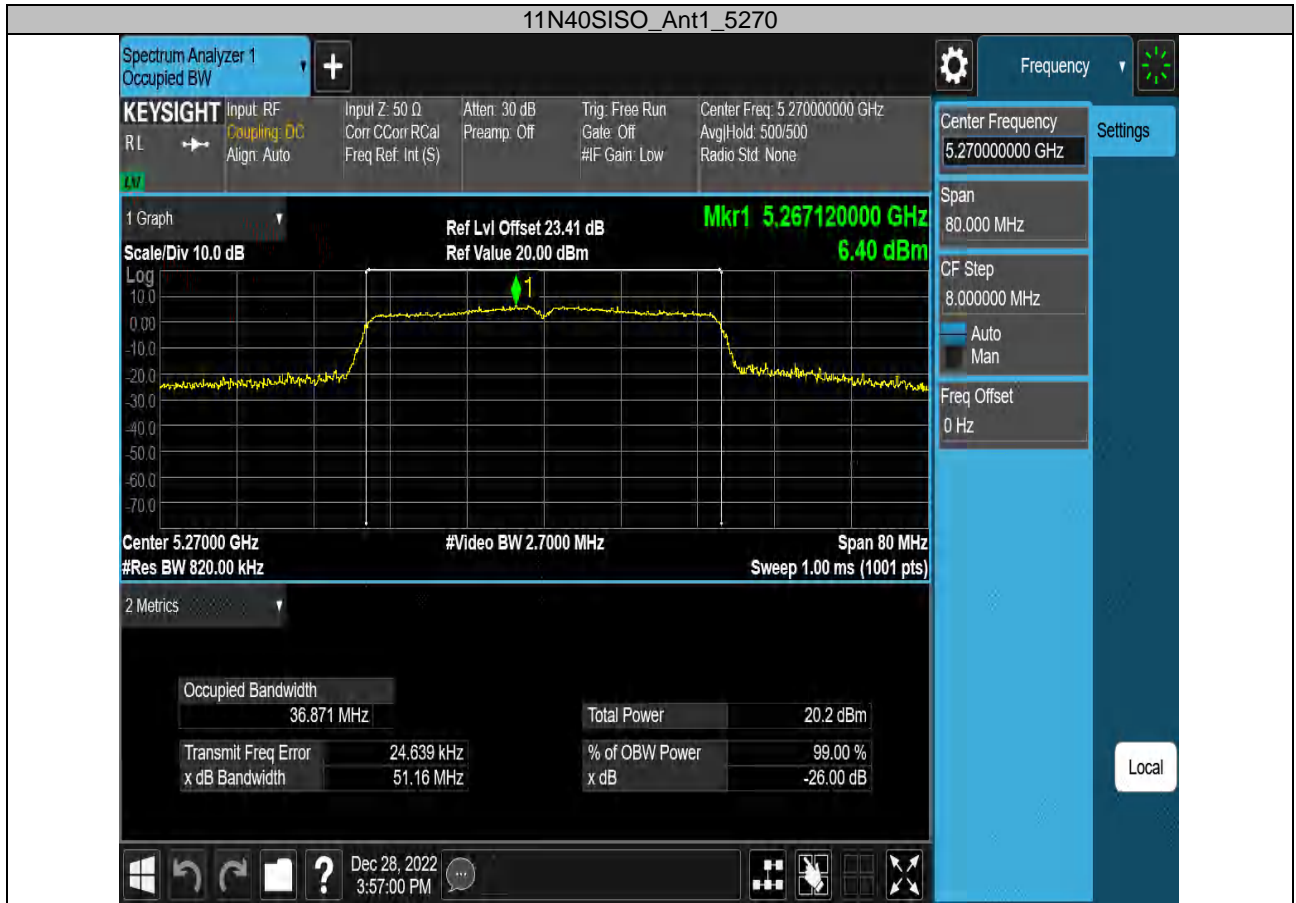 11N40SISO_Ant1_5270
Spectrum Analyzer 1
Occupied BW
Frequency
KEYSIGHT
RL
Input: RF
Coupling: DC
Align: Auto
Input Z: 50 Ω
Corr CCorr RCal
Freq Ref: Int (S)
Atten: 30 dB
Preamp: Off
Trig: Free Run
Gate: Off
#IF Gain: Low
Center Freq: 5.270000000 GHz
Avg|Hold: 500/500
Radio Std: None
Center Frequency
5.270000000 GHz
Settings
Span
80.000 MHz
CF Step
8.000000 MHz
Auto
Man
Freq Offset
0 Hz
1 Graph
Scale/Div 10.0 dB
Ref Lvl Offset 23.41 dB
Ref Value 20.00 dBm
Mkr1 5.267120000 GHz
6.40 dBm
Log
1
10.0
0.00
-10.0
-20.0
-30.0
-40.0
-50.0
-60.0
-70.0
Center 5.27000 GHz
#Video BW 2.7000 MHz
Span 80 MHz
#Res BW 820.00 kHz
Sweep 1.00 ms (1001 pts)
2 Metrics
Occupied Bandwidth
36.871 MHz
Total Power 20.2 dBm
Transmit Freq Error 24.639 kHz
% of OBW Power 99.00 %
x dB Bandwidth 51.16 MHz
x dB -26.00 dB
Local
Dec 28, 2022
3:57:00 PM